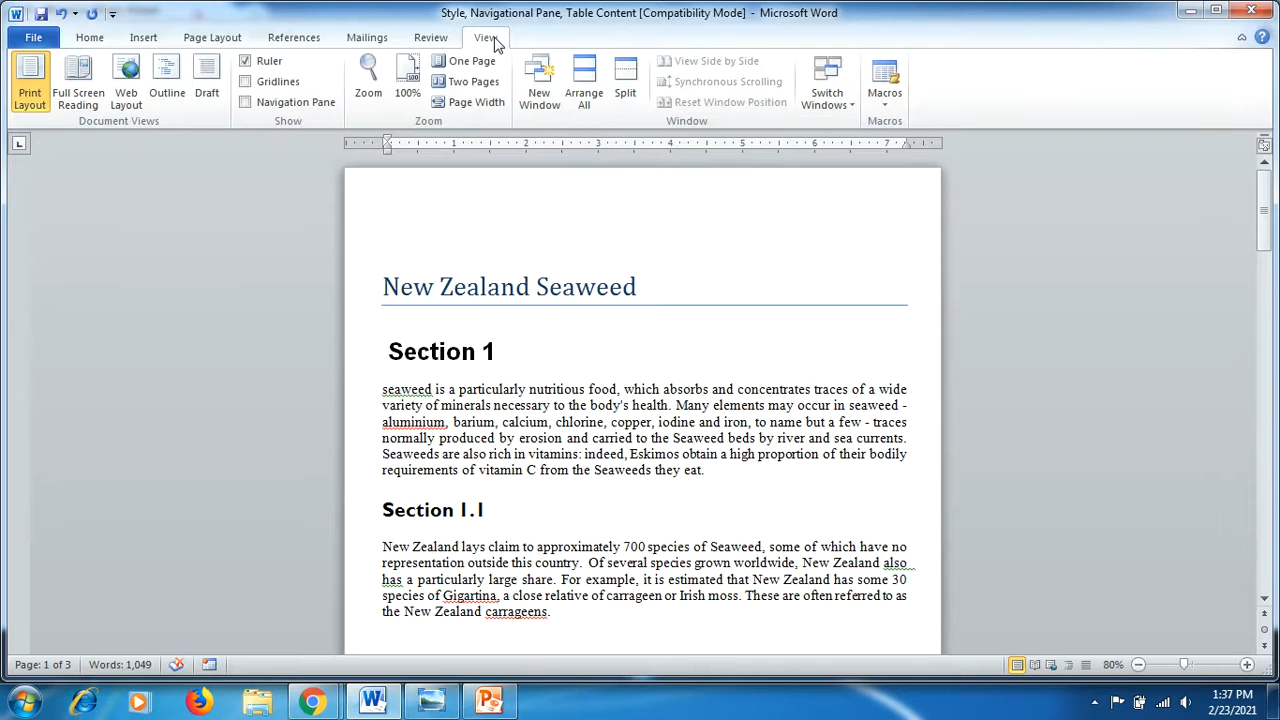 Style, Navigational Pane, Table Content [Compatibility Mode] - Microsoft Word
File Home Insert Page Layout References Mailings Review View
Print Layout
Full Screen Reading
Web Layout
Outline
Draft
Document Views
Ruler
Gridlines
Navigation Pane
Show
Zoom
100%
One Page
Two Pages
Page Width
Zoom
New Window
Arrange All
Split
View Side by Side
Synchronous Scrolling
Reset Window Position
Window
Switch Windows
Macros
Macros
1 2 3 4 5 6 7
New Zealand Seaweed
Section 1
seaweed is a particularly nutritious food, which absorbs and concentrates traces of a wide
variety of minerals necessary to the body's health. Many elements may occur in seaweed -
aluminium, barium, calcium, chlorine, copper, iodine and iron, to name but a few - traces
normally produced by erosion and carried to the Seaweed beds by river and sea currents.
Seaweeds are also rich in vitamins: indeed, Eskimos obtain a high proportion of their bodily
requirements of vitamin C from the Seaweeds they eat.
Section 1.1
New Zealand lays claim to approximately 700 species of Seaweed, some of which have no
representation outside this country. Of several species grown worldwide, New Zealand also
has a particularly large share. For example, it is estimated that New Zealand has some 30
species of Gigartina, a close relative of carrageen or Irish moss. These are often referred to as
the New Zealand carrageens.
Page: 1 of 3 Words: 1,049 80%
1:37 PM
2/23/2021